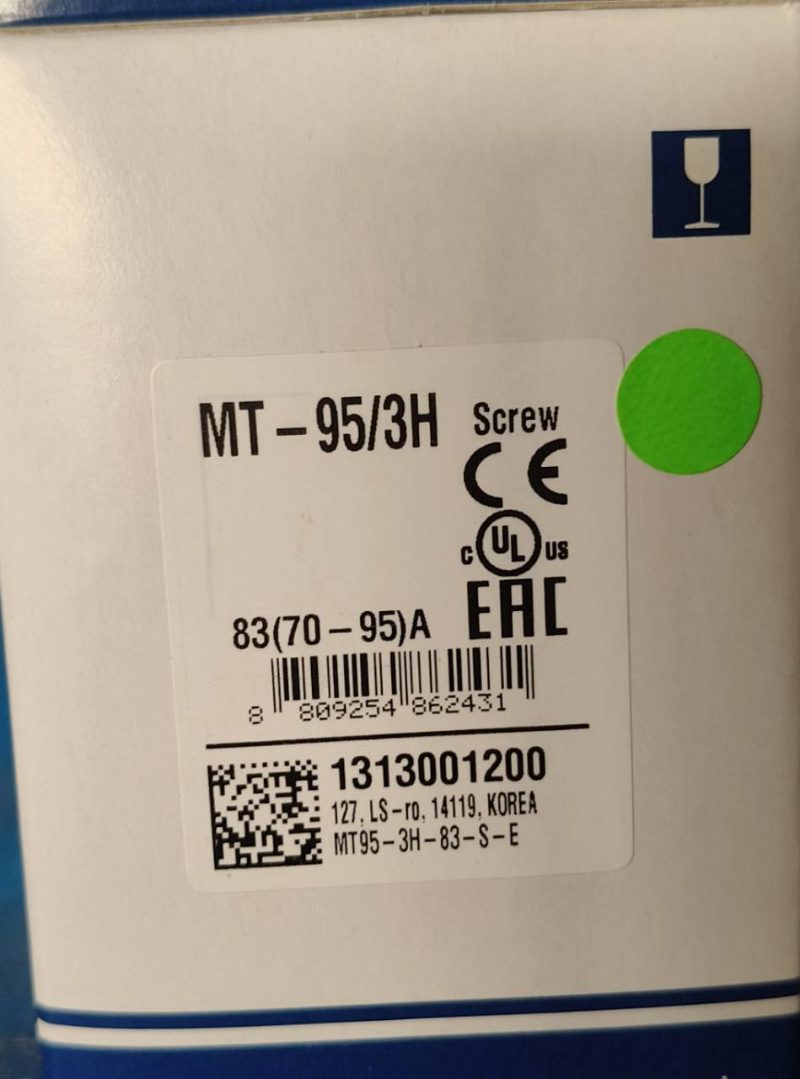 MT-95/3H Screw
CE
c UL us
EAC
83(70-95)A
8 809254 862431
1313001200
127, LS-ro, 14119, KOREA
MT95-3H-83-S-E